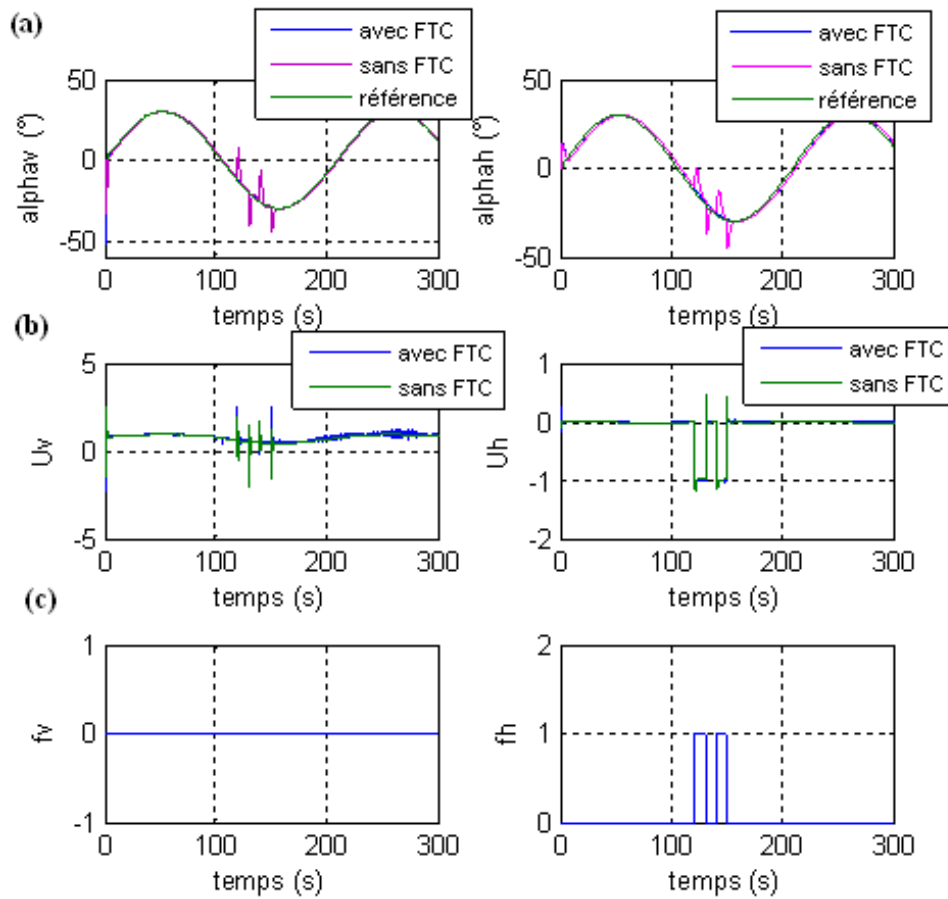 (a)
avec FTC
sans FTC
référence
50
0
-50
alphav (°)
0
100
200
300
temps (s)
avec FTC
sans FTC
référence
50
0
-50
alphah (°)
0
100
200
300
temps (s)
(b)
avec FTC
sans FTC
5
0
-5
Uv
0
100
200
300
temps (s)
avec FTC
sans FTC
1
0
-1
-2
Uh
0
100
200
300
temps (s)
(c)
1
0
-1
fv
0
100
200
300
temps (s)
2
1
0
fh
0
100
200
300
temps (s)